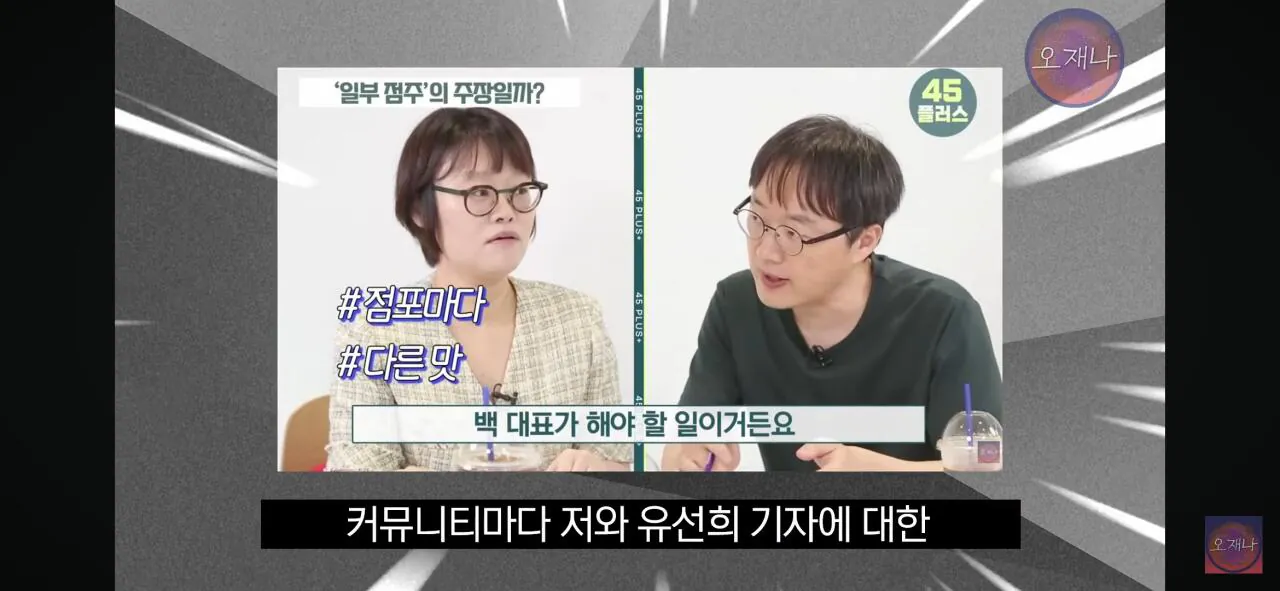 오재나
'일부 점주'의 주장일까?
45
플러스
45 PLUS+
45 PLUS+
45 PLUS+
#점포마다
#다른 맛
백 대표가 해야 할 일이거든요
커뮤니티마다 저와 유선희 기자에 대한
오재나